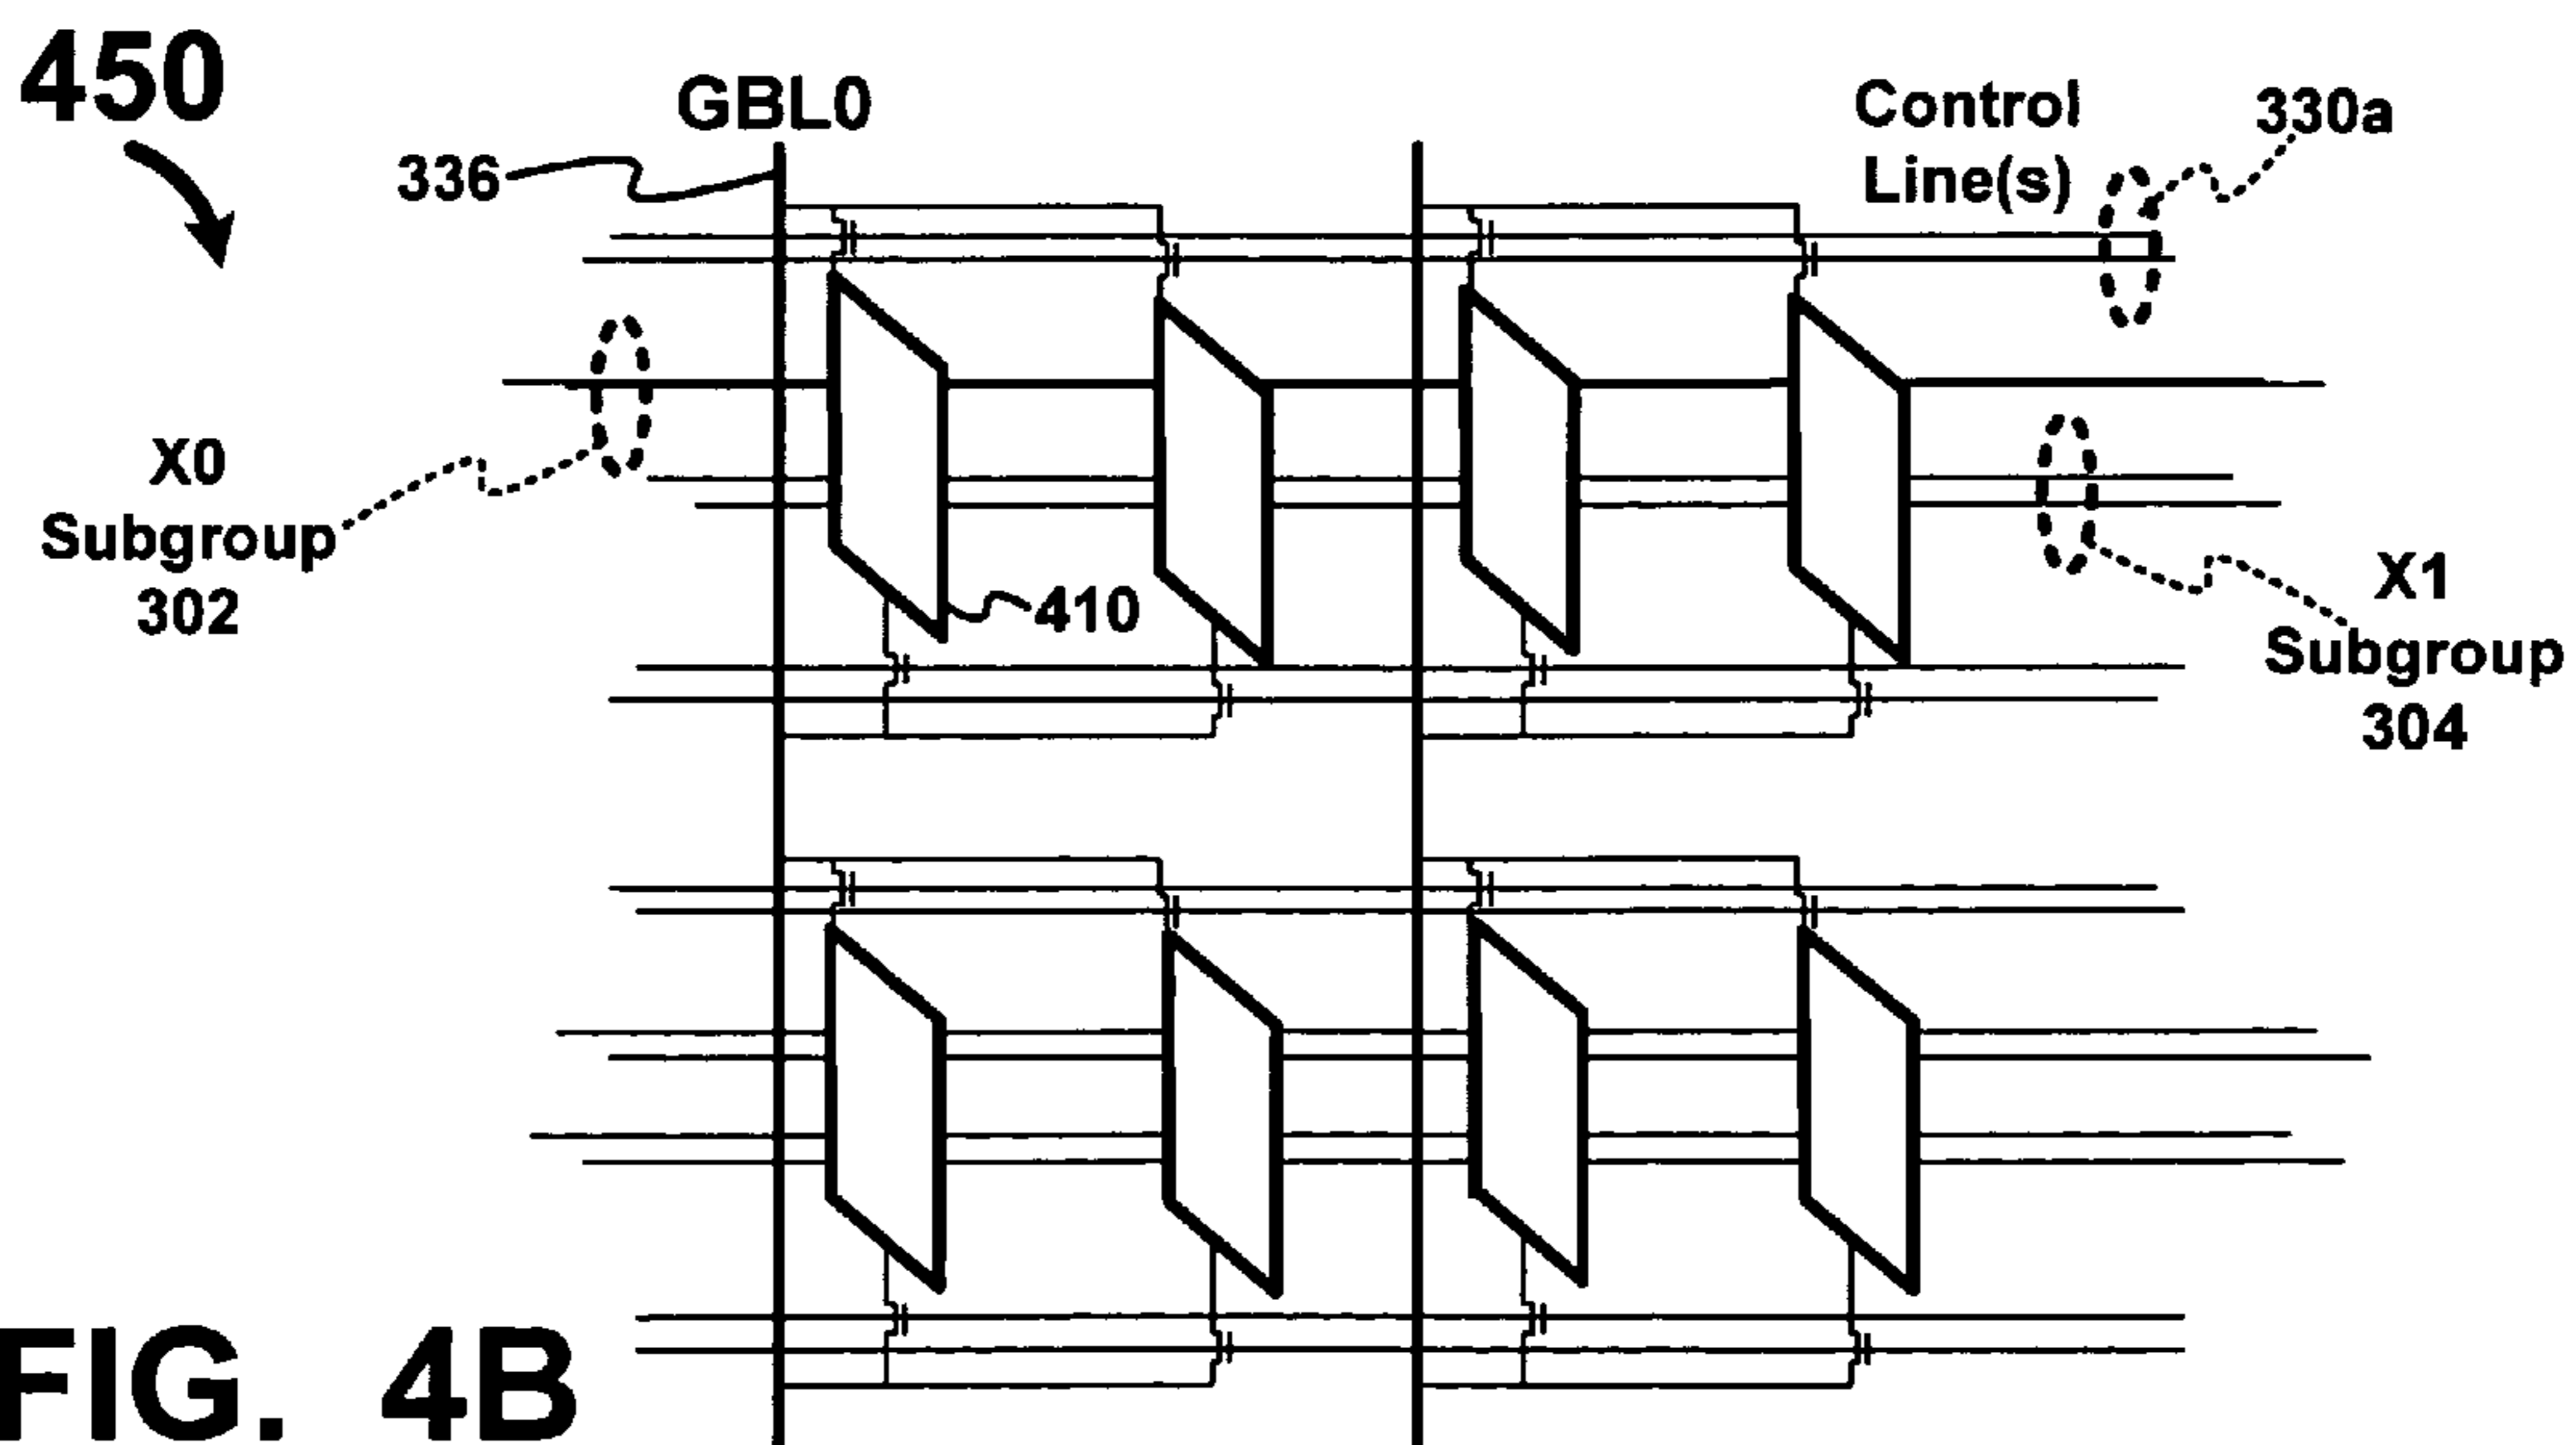 450
GBL0
336
Control
Line(s)
330a
X0
Subgroup
302
410
X1
Subgroup
304
FIG. 4B